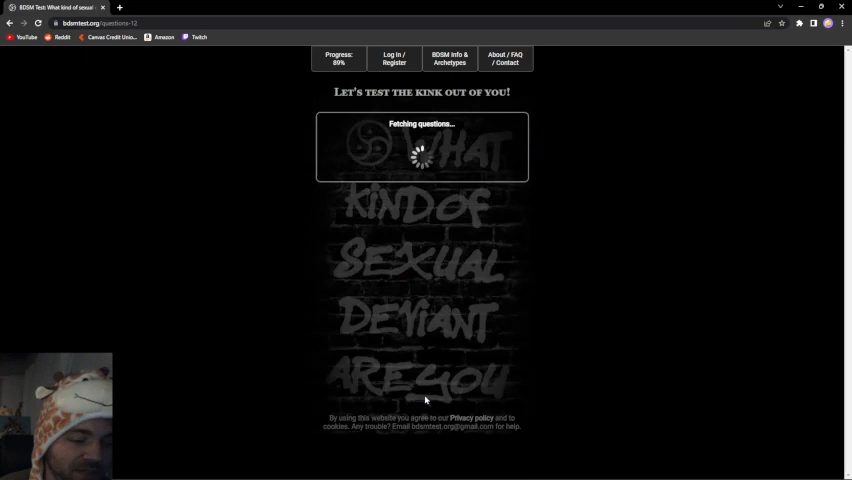 BDSM Test: What kind of sexual
bdsmtest.org/questions-12
YouTube Reddit Canvas Credit Unio... Amazon Twitch
Progress: 89%
Log In / Register
BDSM Info & Archetypes
About / FAQ / Contact
LET'S TEST THE KINK OUT OF YOU!
Fetching questions...
WHAT
KIND OF
SEXUAL
DEVIANT
ARE YOU
By using this website you agree to our Privacy policy and to
cookies. Any trouble? Email bdsmtest.org@gmail.com for help.